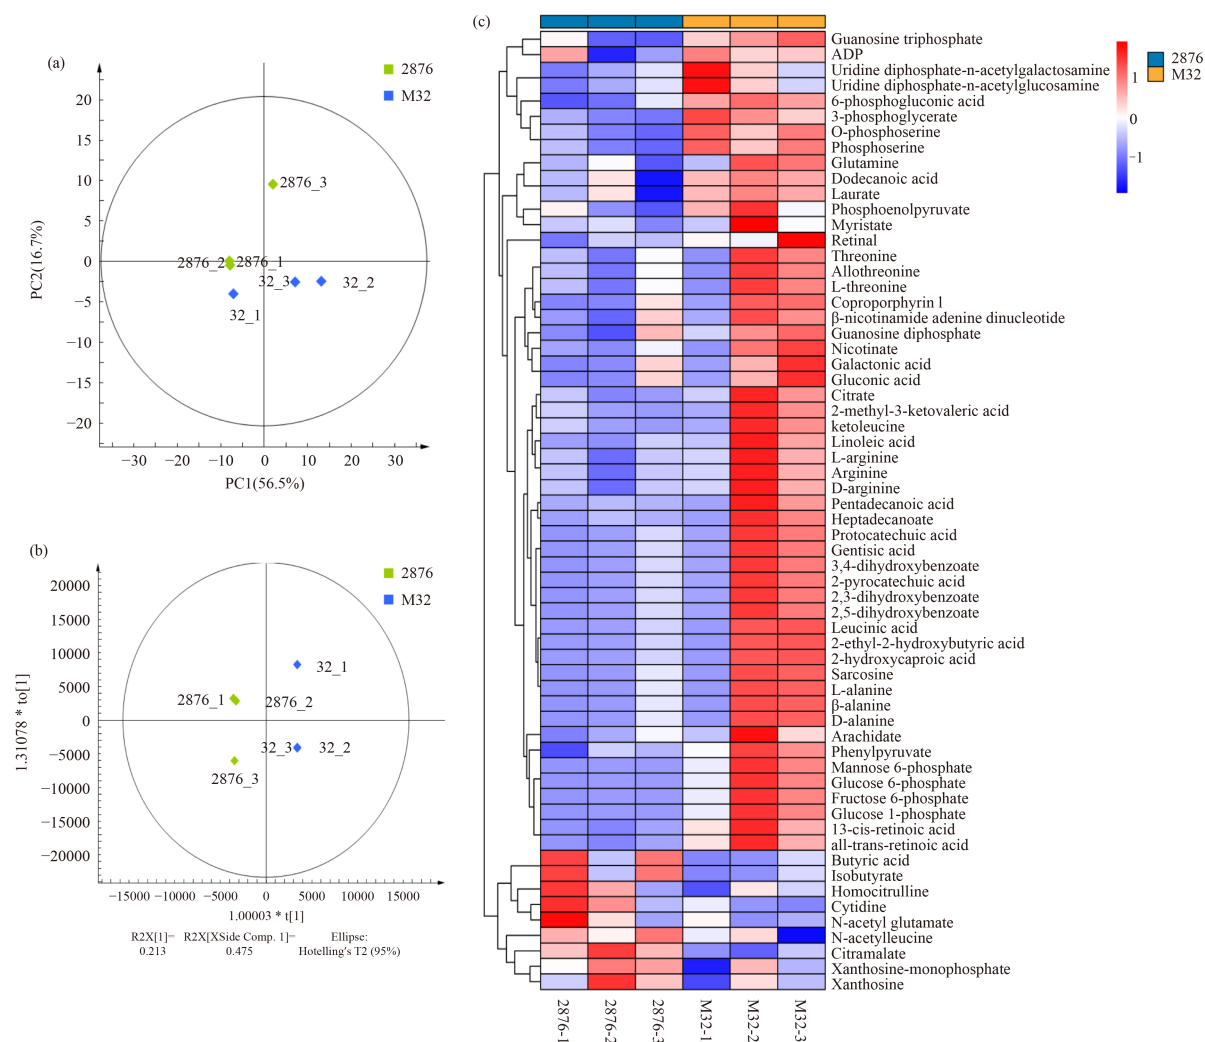 (a)
2876
M32
20
15
10
5
0
−5
−10
−15
−20
PC2(16.7%)
2876_3
2876_2
2876_1
32_3
32_2
32_1
−30
−20
−10
0
10
20
30
PC1(56.5%)
(b)
2876
M32
20000
15000
10000
5000
0
−5000
−10000
−15000
−20000
1.31078 * to[1]
32_1
2876_1
2876_2
32_3
32_2
2876_3
−15000
−10000
−5000
0
5000
10000
15000
1.00003 * t[1]
R2X[1]− R2X[XSide Comp. 1]− Ellipse:
0.213 0.475 Hotelling's T2 (95%)
(c)
Guanosine triphosphate
ADP
Uridine diphosphate-n-acetylgalactosamine
Uridine diphosphate-n-acetylglucosamine
6-phosphogluconic acid
3-phosphoglycerate
O-phosphoserine
Phosphoserine
Glutamine
Dodecanoic acid
Laurate
Phosphoenolpyruvate
Myristate
Retinal
Threonine
Allothreonine
L-threonine
Coproporphyrin l
β-nicotinamide adenine dinucleotide
Guanosine diphosphate
Nicotinate
Galactonic acid
Gluconic acid
Citrate
2-methyl-3-ketovaleric acid
ketoleucine
Linoleic acid
L-arginine
Arginine
D-arginine
Pentadecanoic acid
Heptadecanoate
Protocatechuic acid
Gentisic acid
3,4-dihydroxybenzoate
2-pyrocatechuic acid
2,3-dihydroxybenzoate
2,5-dihydroxybenzoate
Leucinic acid
2-ethyl-2-hydroxybutyric acid
2-hydroxycaproic acid
Sarcosine
L-alanine
β-alanine
D-alanine
Arachidate
Phenylpyruvate
Mannose 6-phosphate
Glucose 6-phosphate
Fructose 6-phosphate
Glucose 1-phosphate
13-cis-retinoic acid
all-trans-retinoic acid
Butyric acid
Isobutyrate
Homocitrulline
Cytidine
N-acetyl glutamate
N-acetylleucine
Citramalate
Xanthosine-monophosphate
Xanthosine
2876-1
2876-2
2876-3
M32-1
M32-2
M32-3
1
0
−1
2876
M32